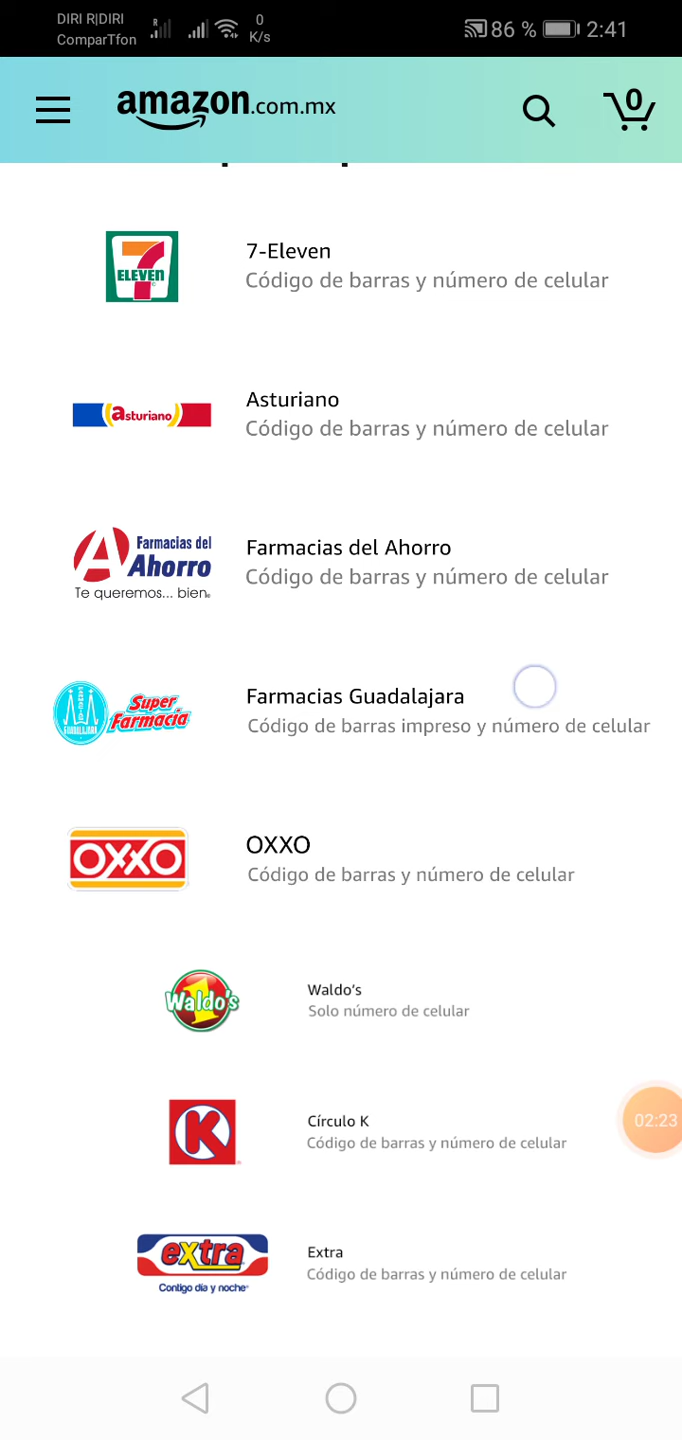 DIRI R|DIRI
ComparTfon
R
0
K/s
86 %
2:41
amazon.com.mx
0
7
ELEVEN
7-Eleven
Código de barras y número de celular
asturiano
Asturiano
Código de barras y número de celular
A
Farmacias del
Ahorro
Te queremos... bien.
Farmacias del Ahorro
Código de barras y número de celular
Super
Farmacia
GUADALAJARA
Farmacias Guadalajara
Código de barras impreso y número de celular
OXXO
OXXO
Código de barras y número de celular
Waldo's
Waldo's
Solo número de celular
02:23
K
Círculo K
Código de barras y número de celular
extra
Contigo día y noche
Extra
Código de barras y número de celular